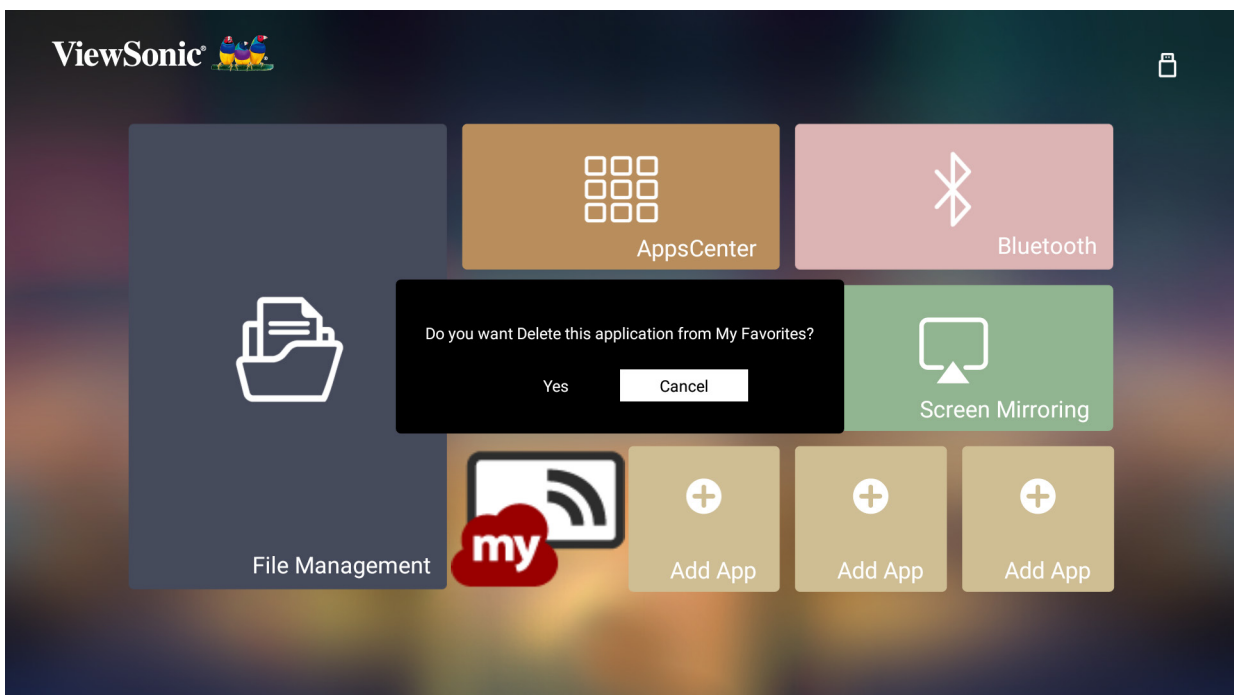 ViewSonic®
AppsCenter
Bluetooth
Do you want Delete this application from My Favorites?
Yes
Cancel
Screen Mirroring
File Management
my
Add App
Add App
Add App